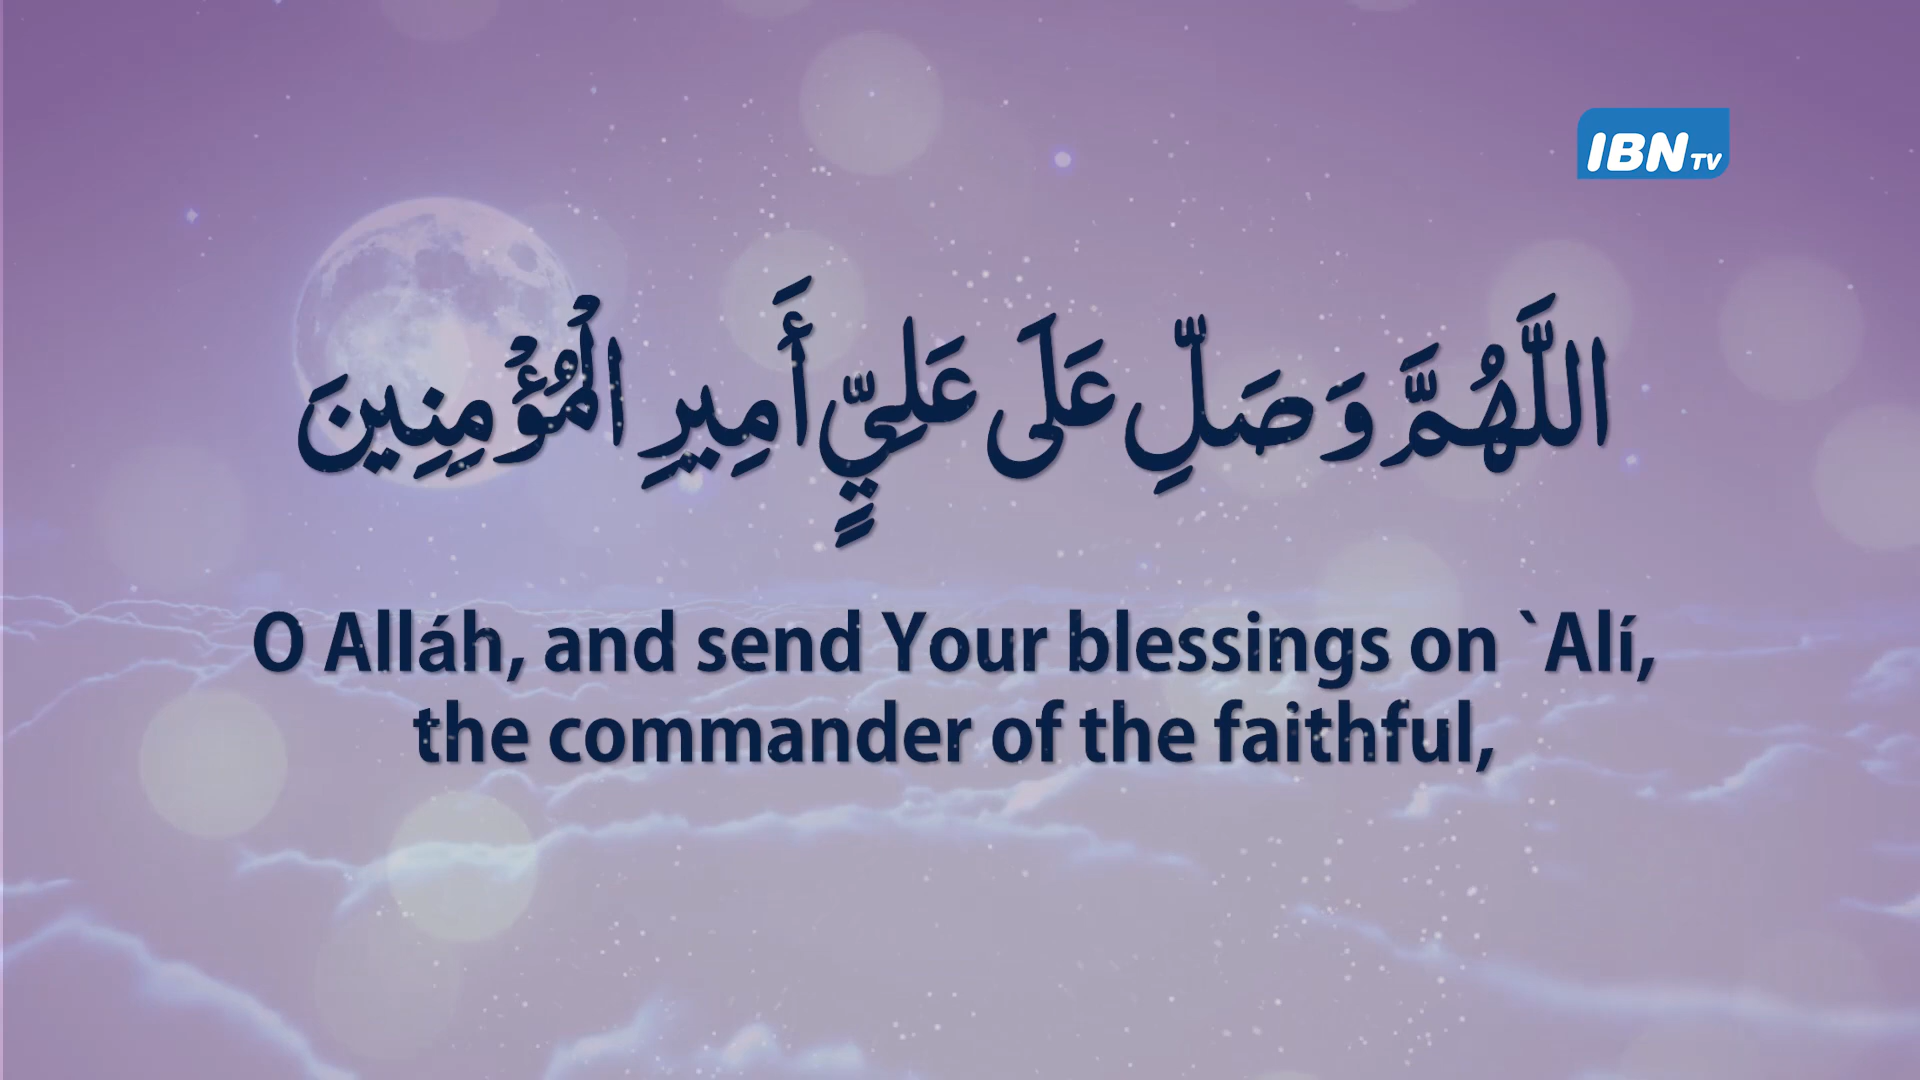 IBN TV
اللَّهُمَّ وَصَلِّ عَلَى عَلِيٍّ أَمِيرِ الْمُؤْمِنِينَ
O Alláh, and send Your blessings on `Alí,
the commander of the faithful,